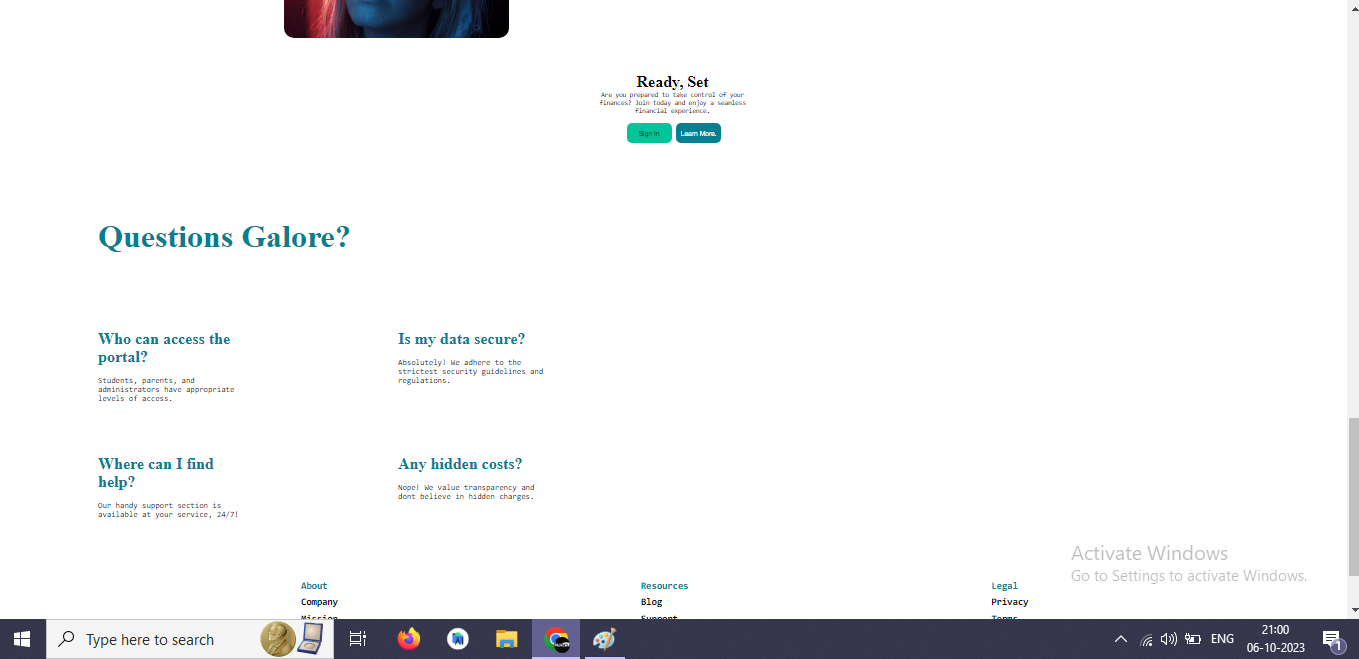 Ready, Set
Are you prepared to take control of your
finances? Join today and enjoy a seamless
financial experience.
Sign In
Learn More.
Questions Galore?
Who can access the
portal?
Students, parents, and
administrators have appropriate
levels of access.
Is my data secure?
Absolutely! We adhere to the
strictest security guidelines and
regulations.
Where can I find
help?
Our handy support section is
available at your service, 24/7!
Any hidden costs?
Nope! We value transparency and
dont believe in hidden charges.
Activate Windows
Go to Settings to activate Windows.
About
Company
Mission
Resources
Blog
Support
Legal
Privacy
Terms
Type here to search
ENG
21:00
06-10-2023
1